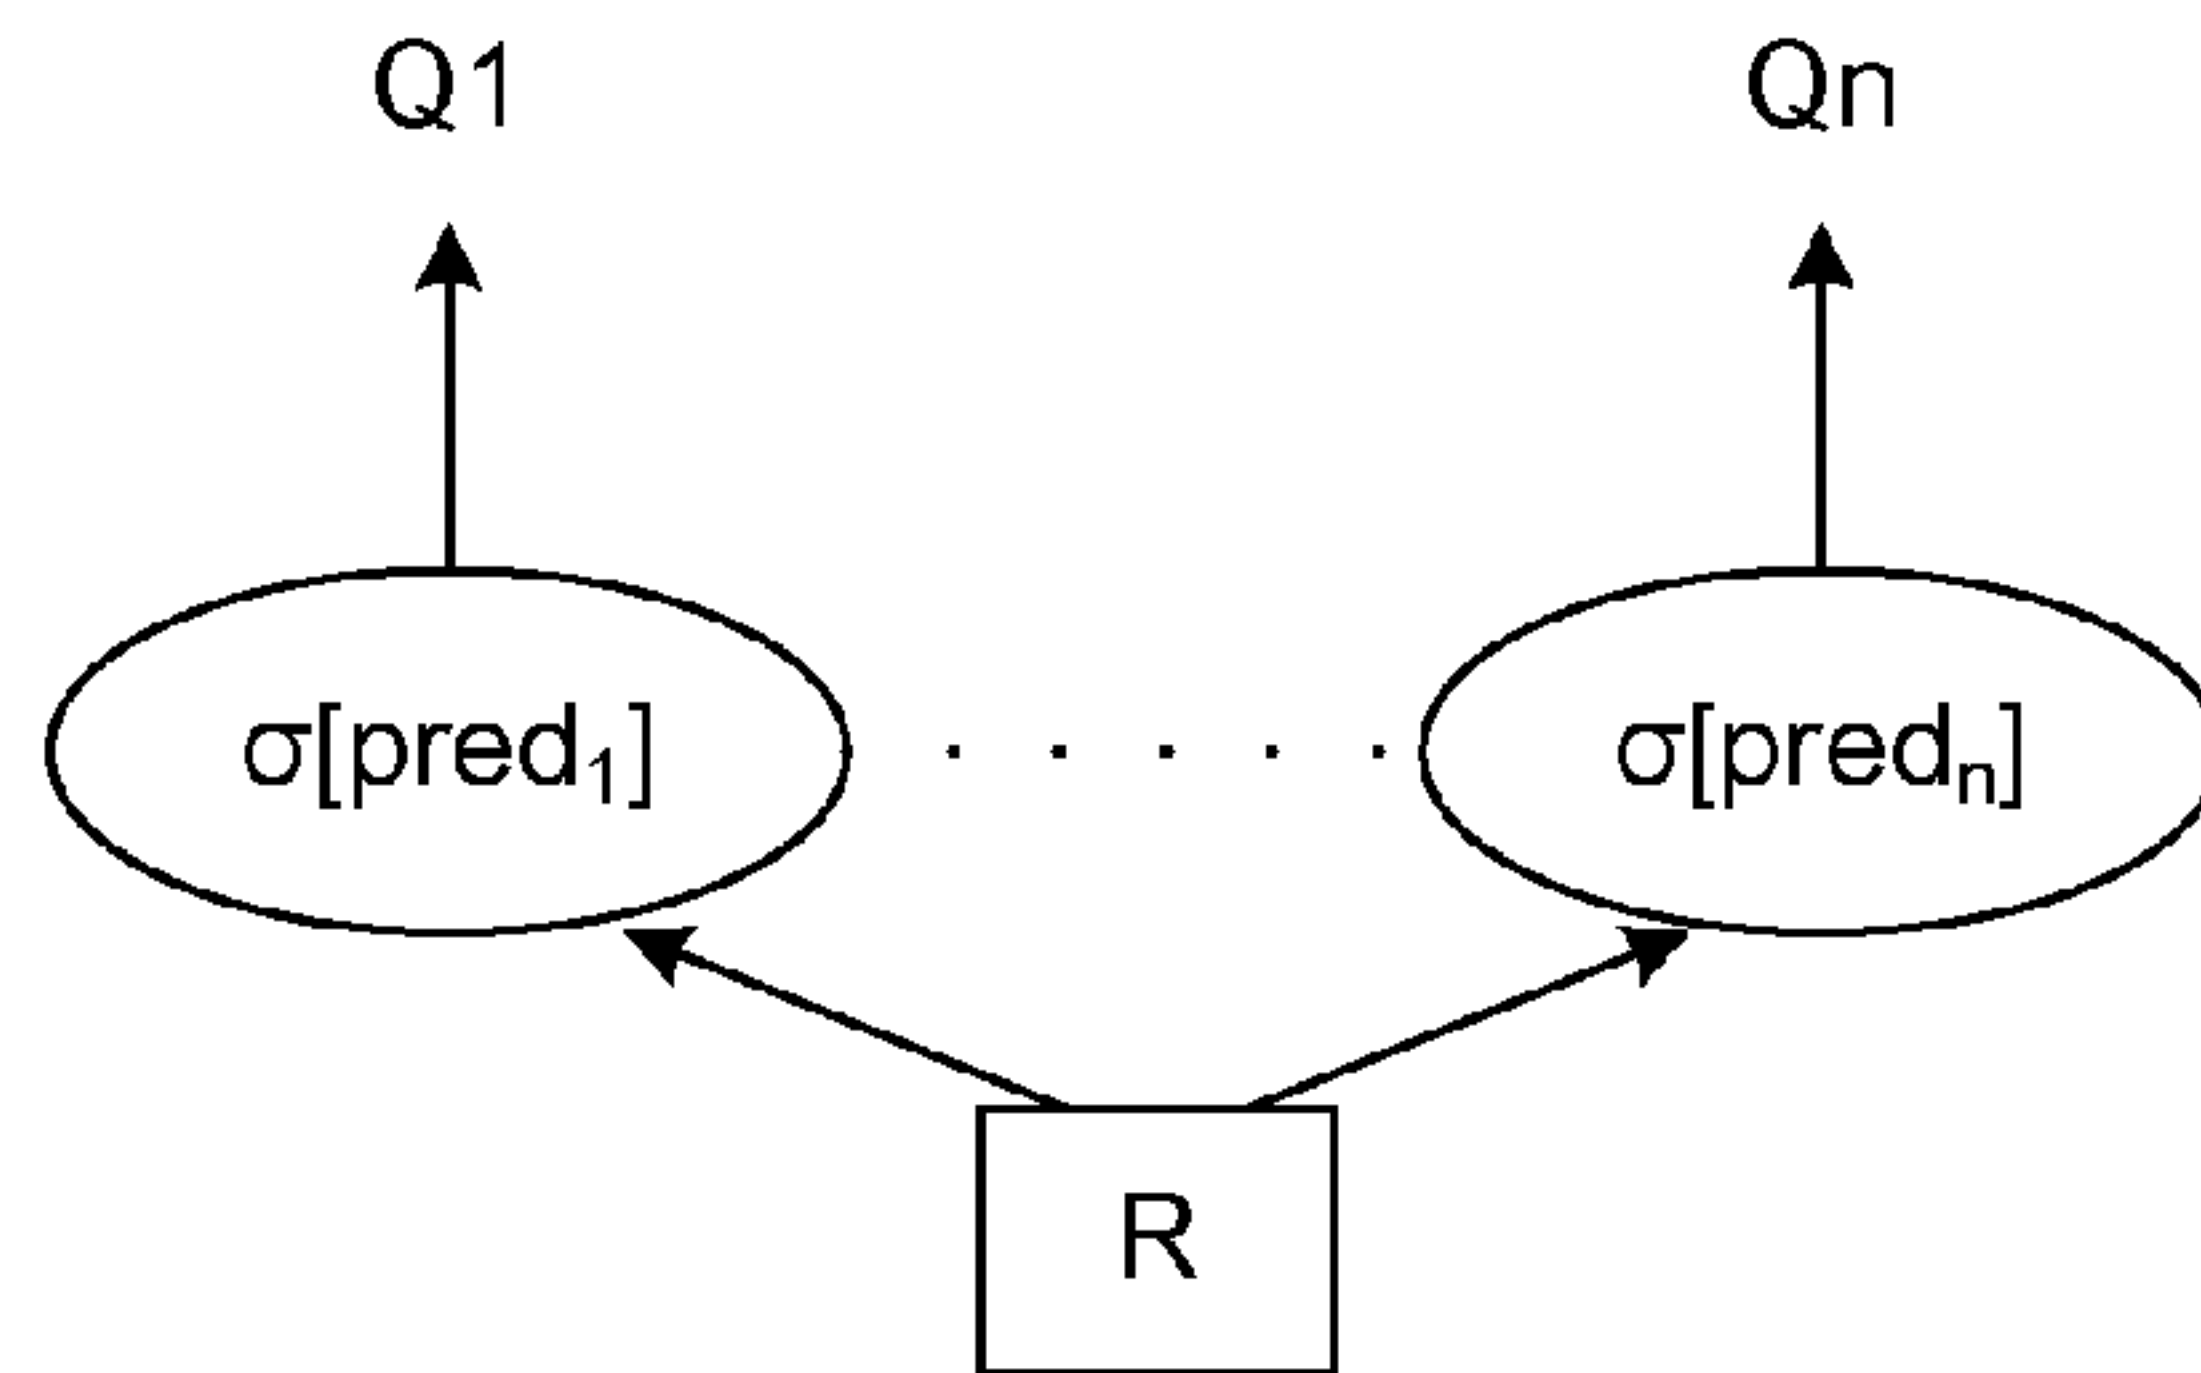 Q1 Qn
σ[pred₁] . . . . . σ[predₙ]
R